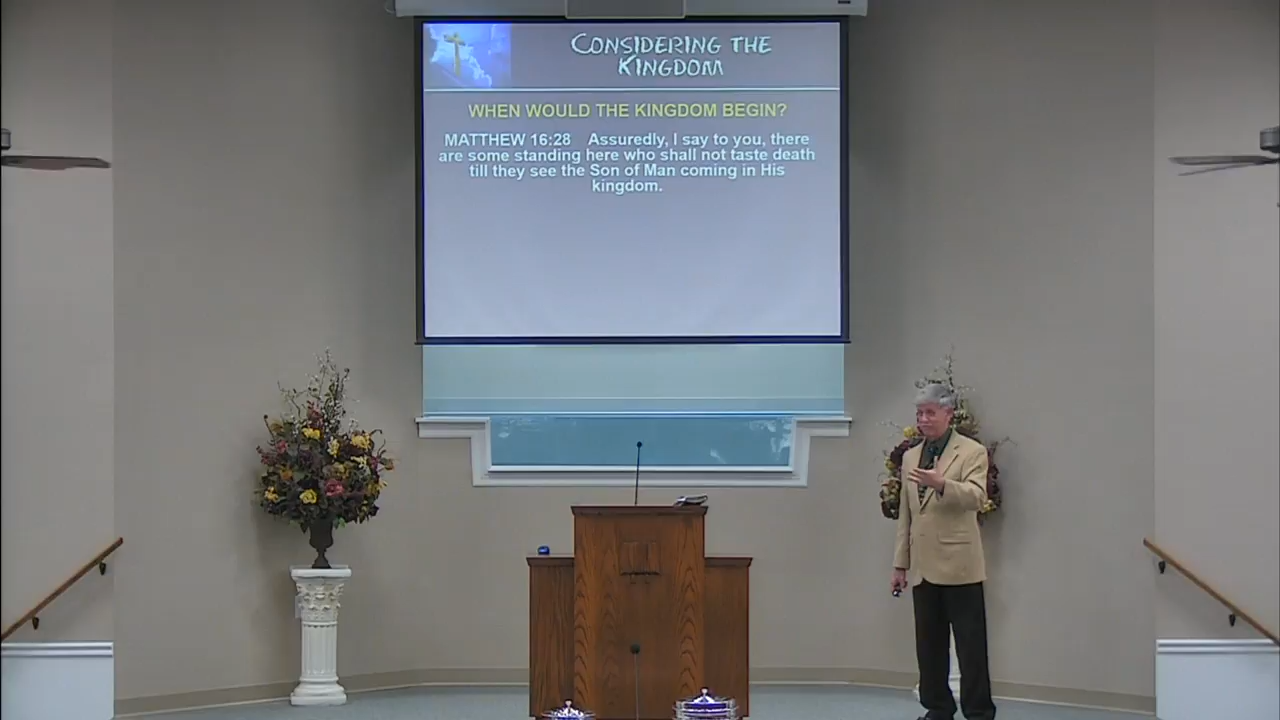 CONSIDERING THE
KINGDOM
WHEN WOULD THE KINGDOM BEGIN?
MATTHEW 16:28 Assuredly, I say to you, there
are some standing here who shall not taste death
till they see the Son of Man coming in His
kingdom.